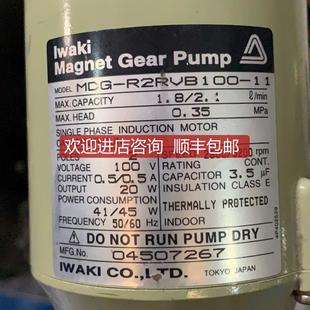 Iwaki
Magnet Gear Pump
MODEL MDG-R2RVB100-11
MAX. CAPACITY 1.8/2.1 ℓ/min
MAX. HEAD 0.35 MPa
SINGLE PHASE INDUCTION MOTOR
欢迎进店咨询 顺丰包邮
POLES 2 rpm
VOLTAGE 100 V RATING CONT.
CURRENT 0.5/0.5 A CAPACT. 3.5 μF
OUTPUT 20 W INSULATION CLASS E
POWER CONSUMPTION
41/45 W THERMALLY PROTECTED
FREQUENCY 50/60 Hz INDOOR
DO NOT RUN PUMP DRY
MFG.No. 04507267
IWAKI CO.,LTD. TOKYO JAPAN